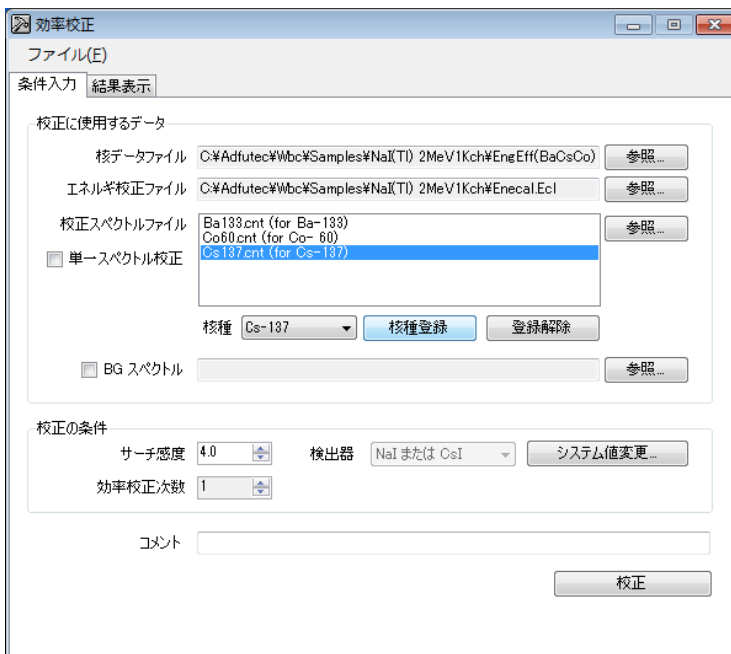 効率校正
ファイル(F)
条件入力 結果表示
校正に使用するデータ
核データファイル C:¥Adfutec¥Wbc¥Samples¥NaI(Tl) 2MeV1Kch¥EngEff(BaCsCo) 参照...
エネルギ校正ファイル C:¥Adfutec¥Wbc¥Samples¥NaI(Tl) 2MeV1Kch¥Enecal.Ecl 参照...
校正スペクトルファイル Ba133.cnt (for Ba-133) 参照...
Co60.cnt (for Co- 60)
単一スペクトル校正 Cs137.cnt (for Cs-137)
核種 Cs-137 核種登録 登録解除
BG スペクトル 参照...
校正の条件
サーチ感度 4.0 検出器 NaI または CsI システム値変更...
効率校正次数 1
コメント
校正